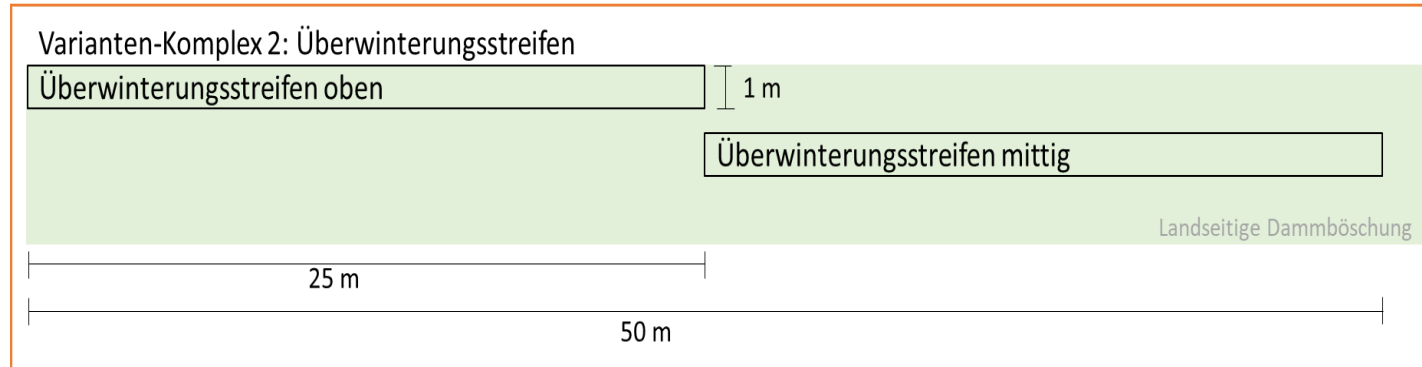 Varianten-Komplex 2: Überwinterungsstreifen
Überwinterungsstreifen oben
1 m
Überwinterungsstreifen mittig
Landseitige Dammböschung
25 m
50 m